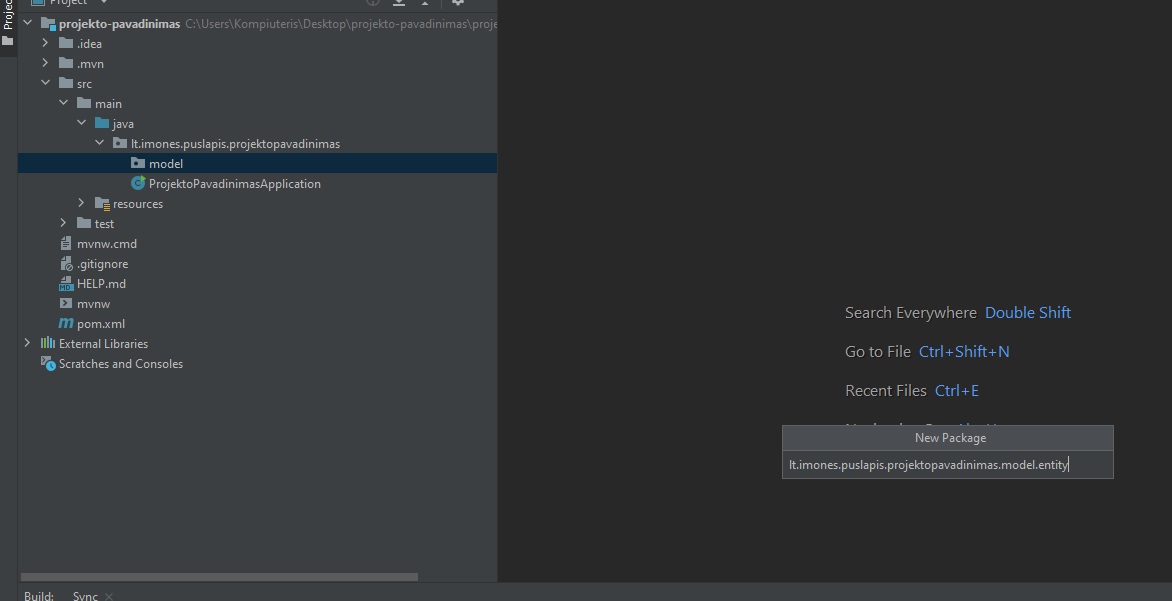 Project
Project
projekto-pavadinimas C:\Users\Kompiuteris\Desktop\projekto-pavadinimas\proje
.idea
.mvn
src
main
java
lt.imones.puslapis.projektopavadinimas
model
ProjektoPavadinimasApplication
resources
test
mvnw.cmd
.gitignore
HELP.md
mvnw
pom.xml
External Libraries
Scratches and Consoles
Search Everywhere Double Shift
Go to File Ctrl+Shift+N
Recent Files Ctrl+E
New Package
lt.imones.puslapis.projektopavadinimas.model.entity
Build: Sync